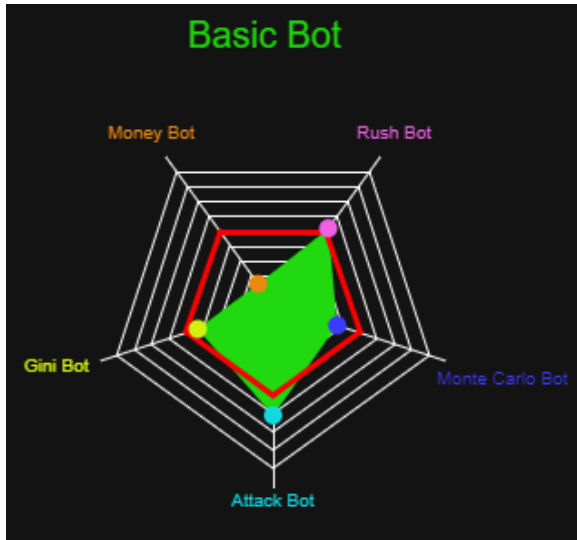 Basic Bot
Money Bot
Rush Bot
Gini Bot
Monte Carlo Bot
Attack Bot